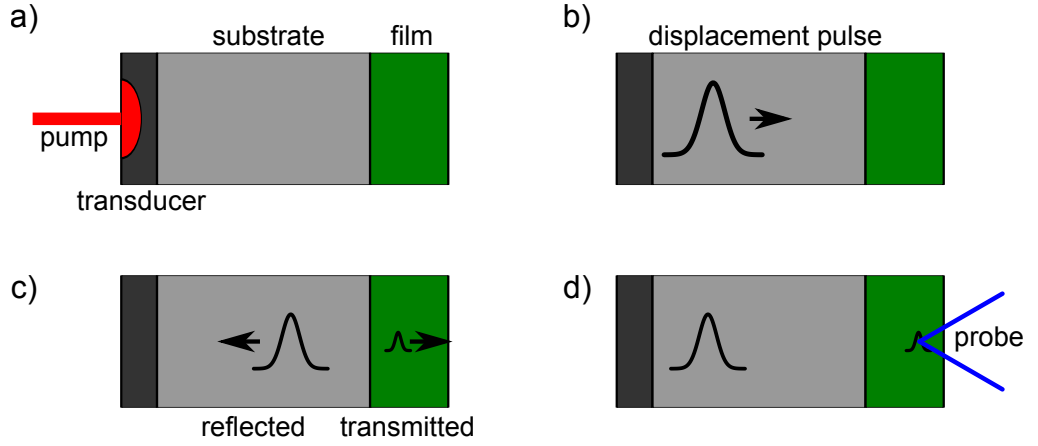 a)
substrate
film
pump
transducer
b)
displacement pulse
c)
reflected
transmitted
d)
probe